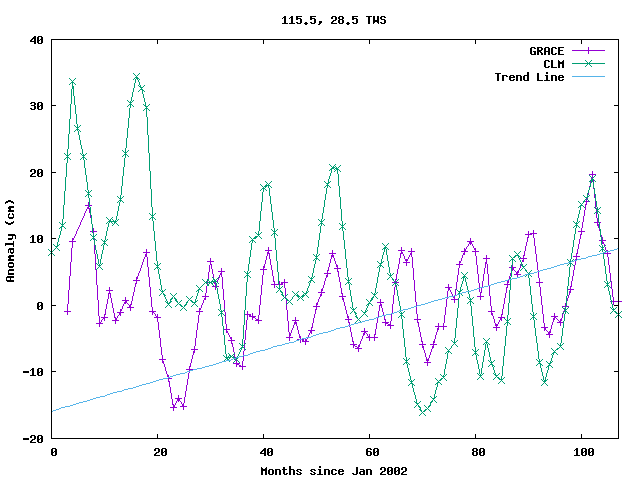 115.5, 28.5 TWS
GRACE
CLM
Trend Line
Anomaly (cm)
40
30
20
10
0
-10
-20
0 20 40 60 80 100
Months since Jan 2002